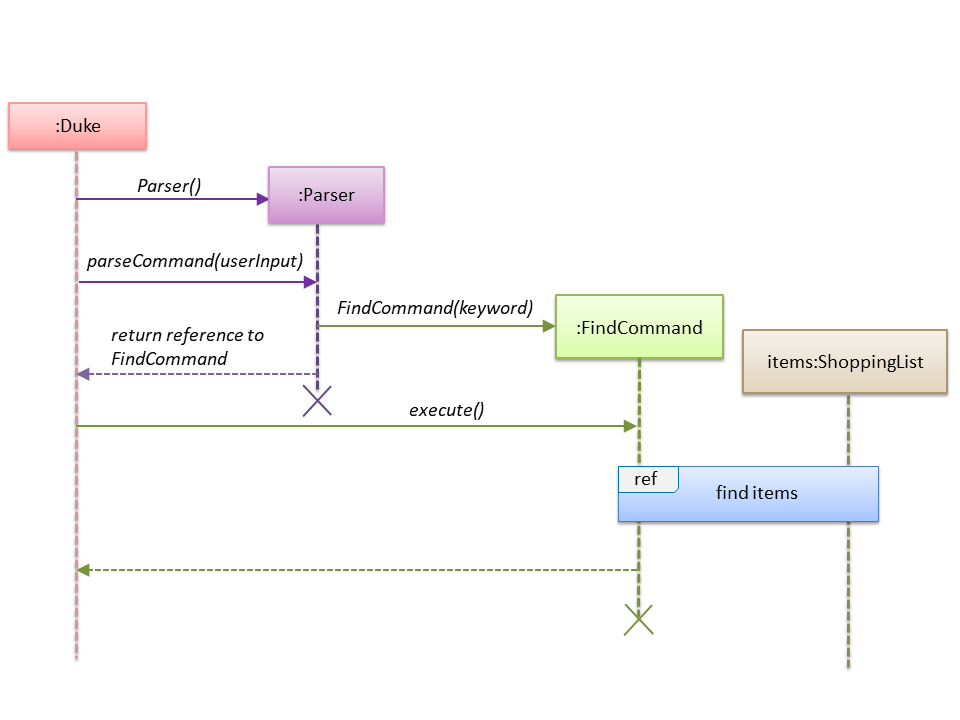 :Duke
Parser()
:Parser
parseCommand(userInput)
FindCommand(keyword)
:FindCommand
return reference to
FindCommand
items:ShoppingList
execute()
ref
find items